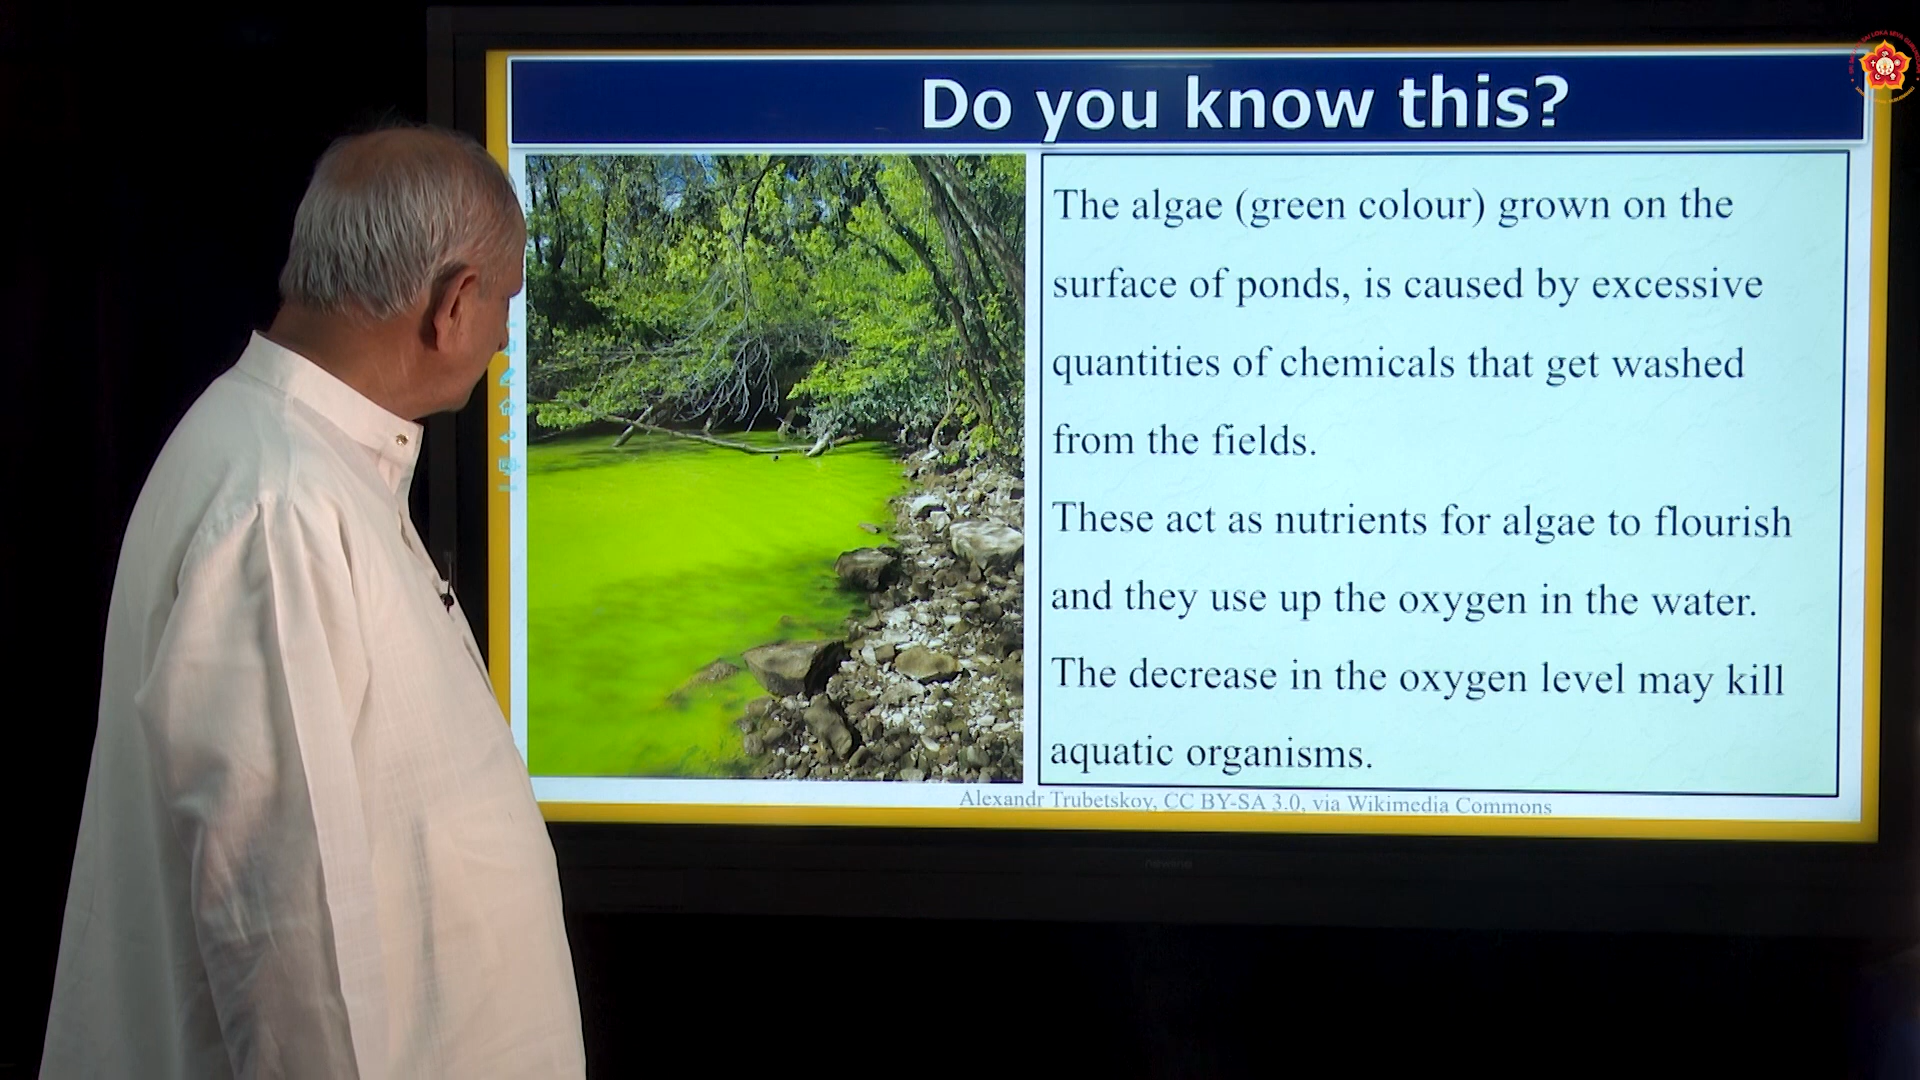 Do you know this?
The algae (green colour) grown on the
surface of ponds, is caused by excessive
quantities of chemicals that get washed
from the fields.
These act as nutrients for algae to flourish
and they use up the oxygen in the water.
The decrease in the oxygen level may kill
aquatic organisms.
Alexandr Trubetskoy, CC BY-SA 3.0, via Wikimedia Commons
newline